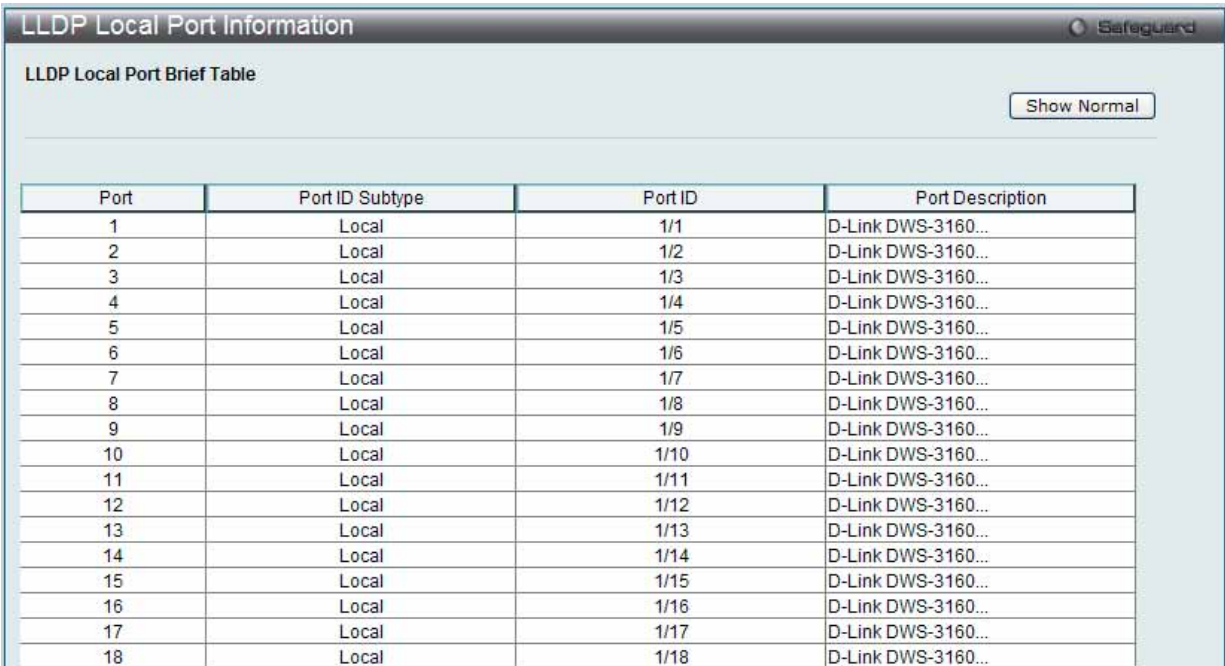 LLDP Local Port Information
Safeguard
LLDP Local Port Brief Table
Show Normal
Port Port ID Subtype Port ID Port Description
1 Local 1/1 D-Link DWS-3160...
2 Local 1/2 D-Link DWS-3160...
3 Local 1/3 D-Link DWS-3160...
4 Local 1/4 D-Link DWS-3160...
5 Local 1/5 D-Link DWS-3160...
6 Local 1/6 D-Link DWS-3160...
7 Local 1/7 D-Link DWS-3160...
8 Local 1/8 D-Link DWS-3160...
9 Local 1/9 D-Link DWS-3160...
10 Local 1/10 D-Link DWS-3160...
11 Local 1/11 D-Link DWS-3160...
12 Local 1/12 D-Link DWS-3160...
13 Local 1/13 D-Link DWS-3160...
14 Local 1/14 D-Link DWS-3160...
15 Local 1/15 D-Link DWS-3160...
16 Local 1/16 D-Link DWS-3160...
17 Local 1/17 D-Link DWS-3160...
18 Local 1/18 D-Link DWS-3160...